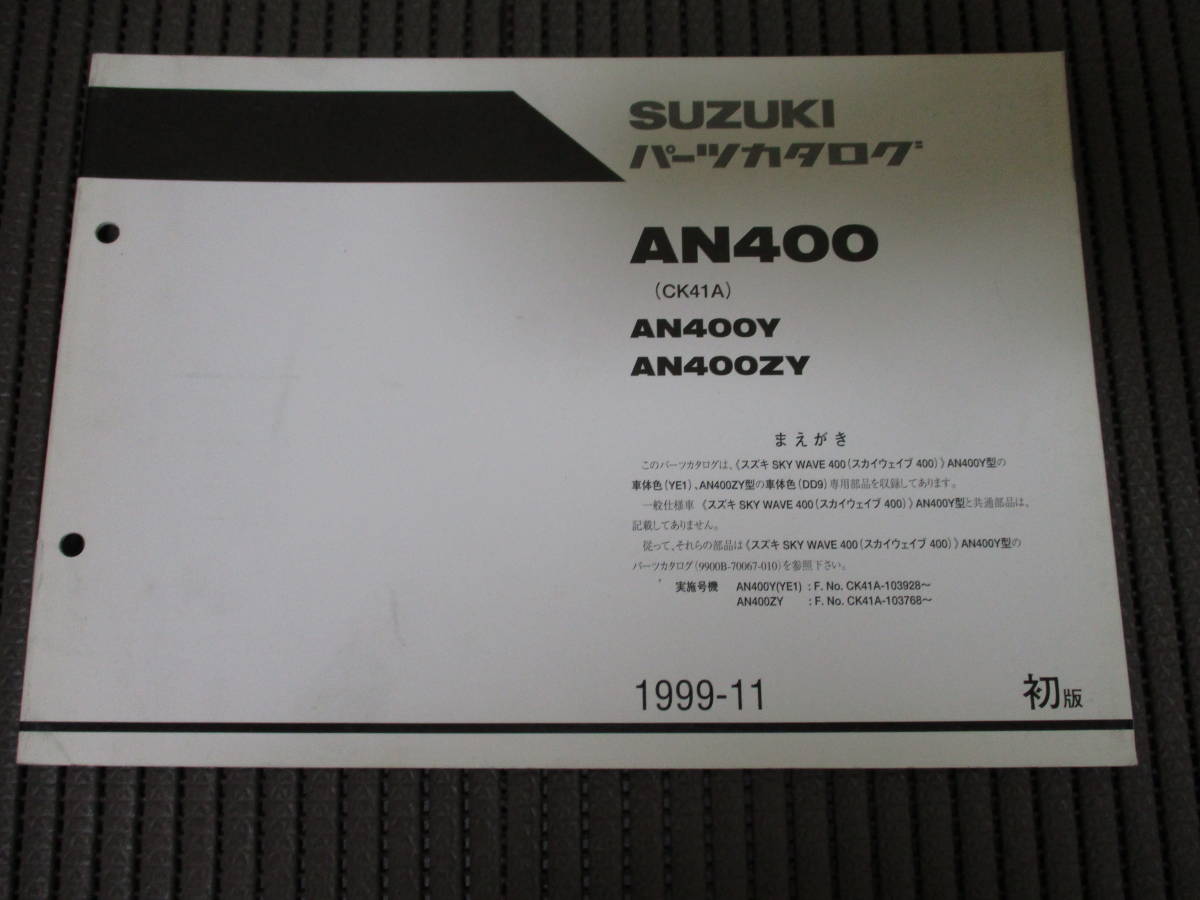 SUZUKI
パーツカタログ
AN400
(CK41A)
AN400Y
AN400ZY
まえがき
このパーツカタログは、《スズキ SKY WAVE 400（スカイウェイブ 400）》AN400Y型の
車体色（YE1）、AN400ZY型の車体色（DD9）専用部品を収録してあります。
一般仕様車 《スズキ SKY WAVE 400（スカイウェイブ 400）》AN400Y型と共通部品は、
記載してありません。
従って、それらの部品は《スズキ SKY WAVE 400（スカイウェイブ 400）》AN400Y型の
パーツカタログ（9900B-70067-010）を参照下さい。
実施号機 AN400Y(YE1) : F. No. CK41A-103928～
AN400ZY : F. No. CK41A-103768～
1999-11 初版